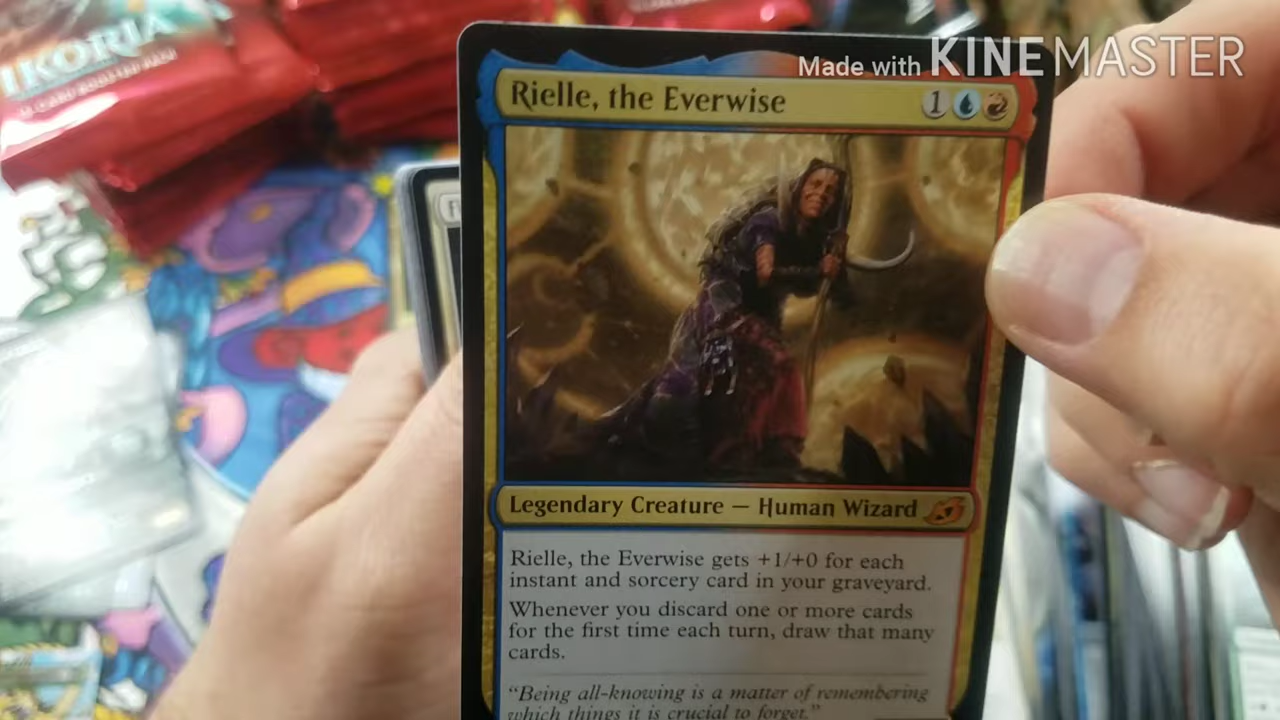 IKORIA
Made with KINEMASTER
Rielle, the Everwise 1
Legendary Creature — Human Wizard
Rielle, the Everwise gets +1/+0 for each
instant and sorcery card in your graveyard.
Whenever you discard one or more cards
for the first time each turn, draw that many
cards.
“Being all-knowing is a matter of remembering
which things it is crucial to forget.”